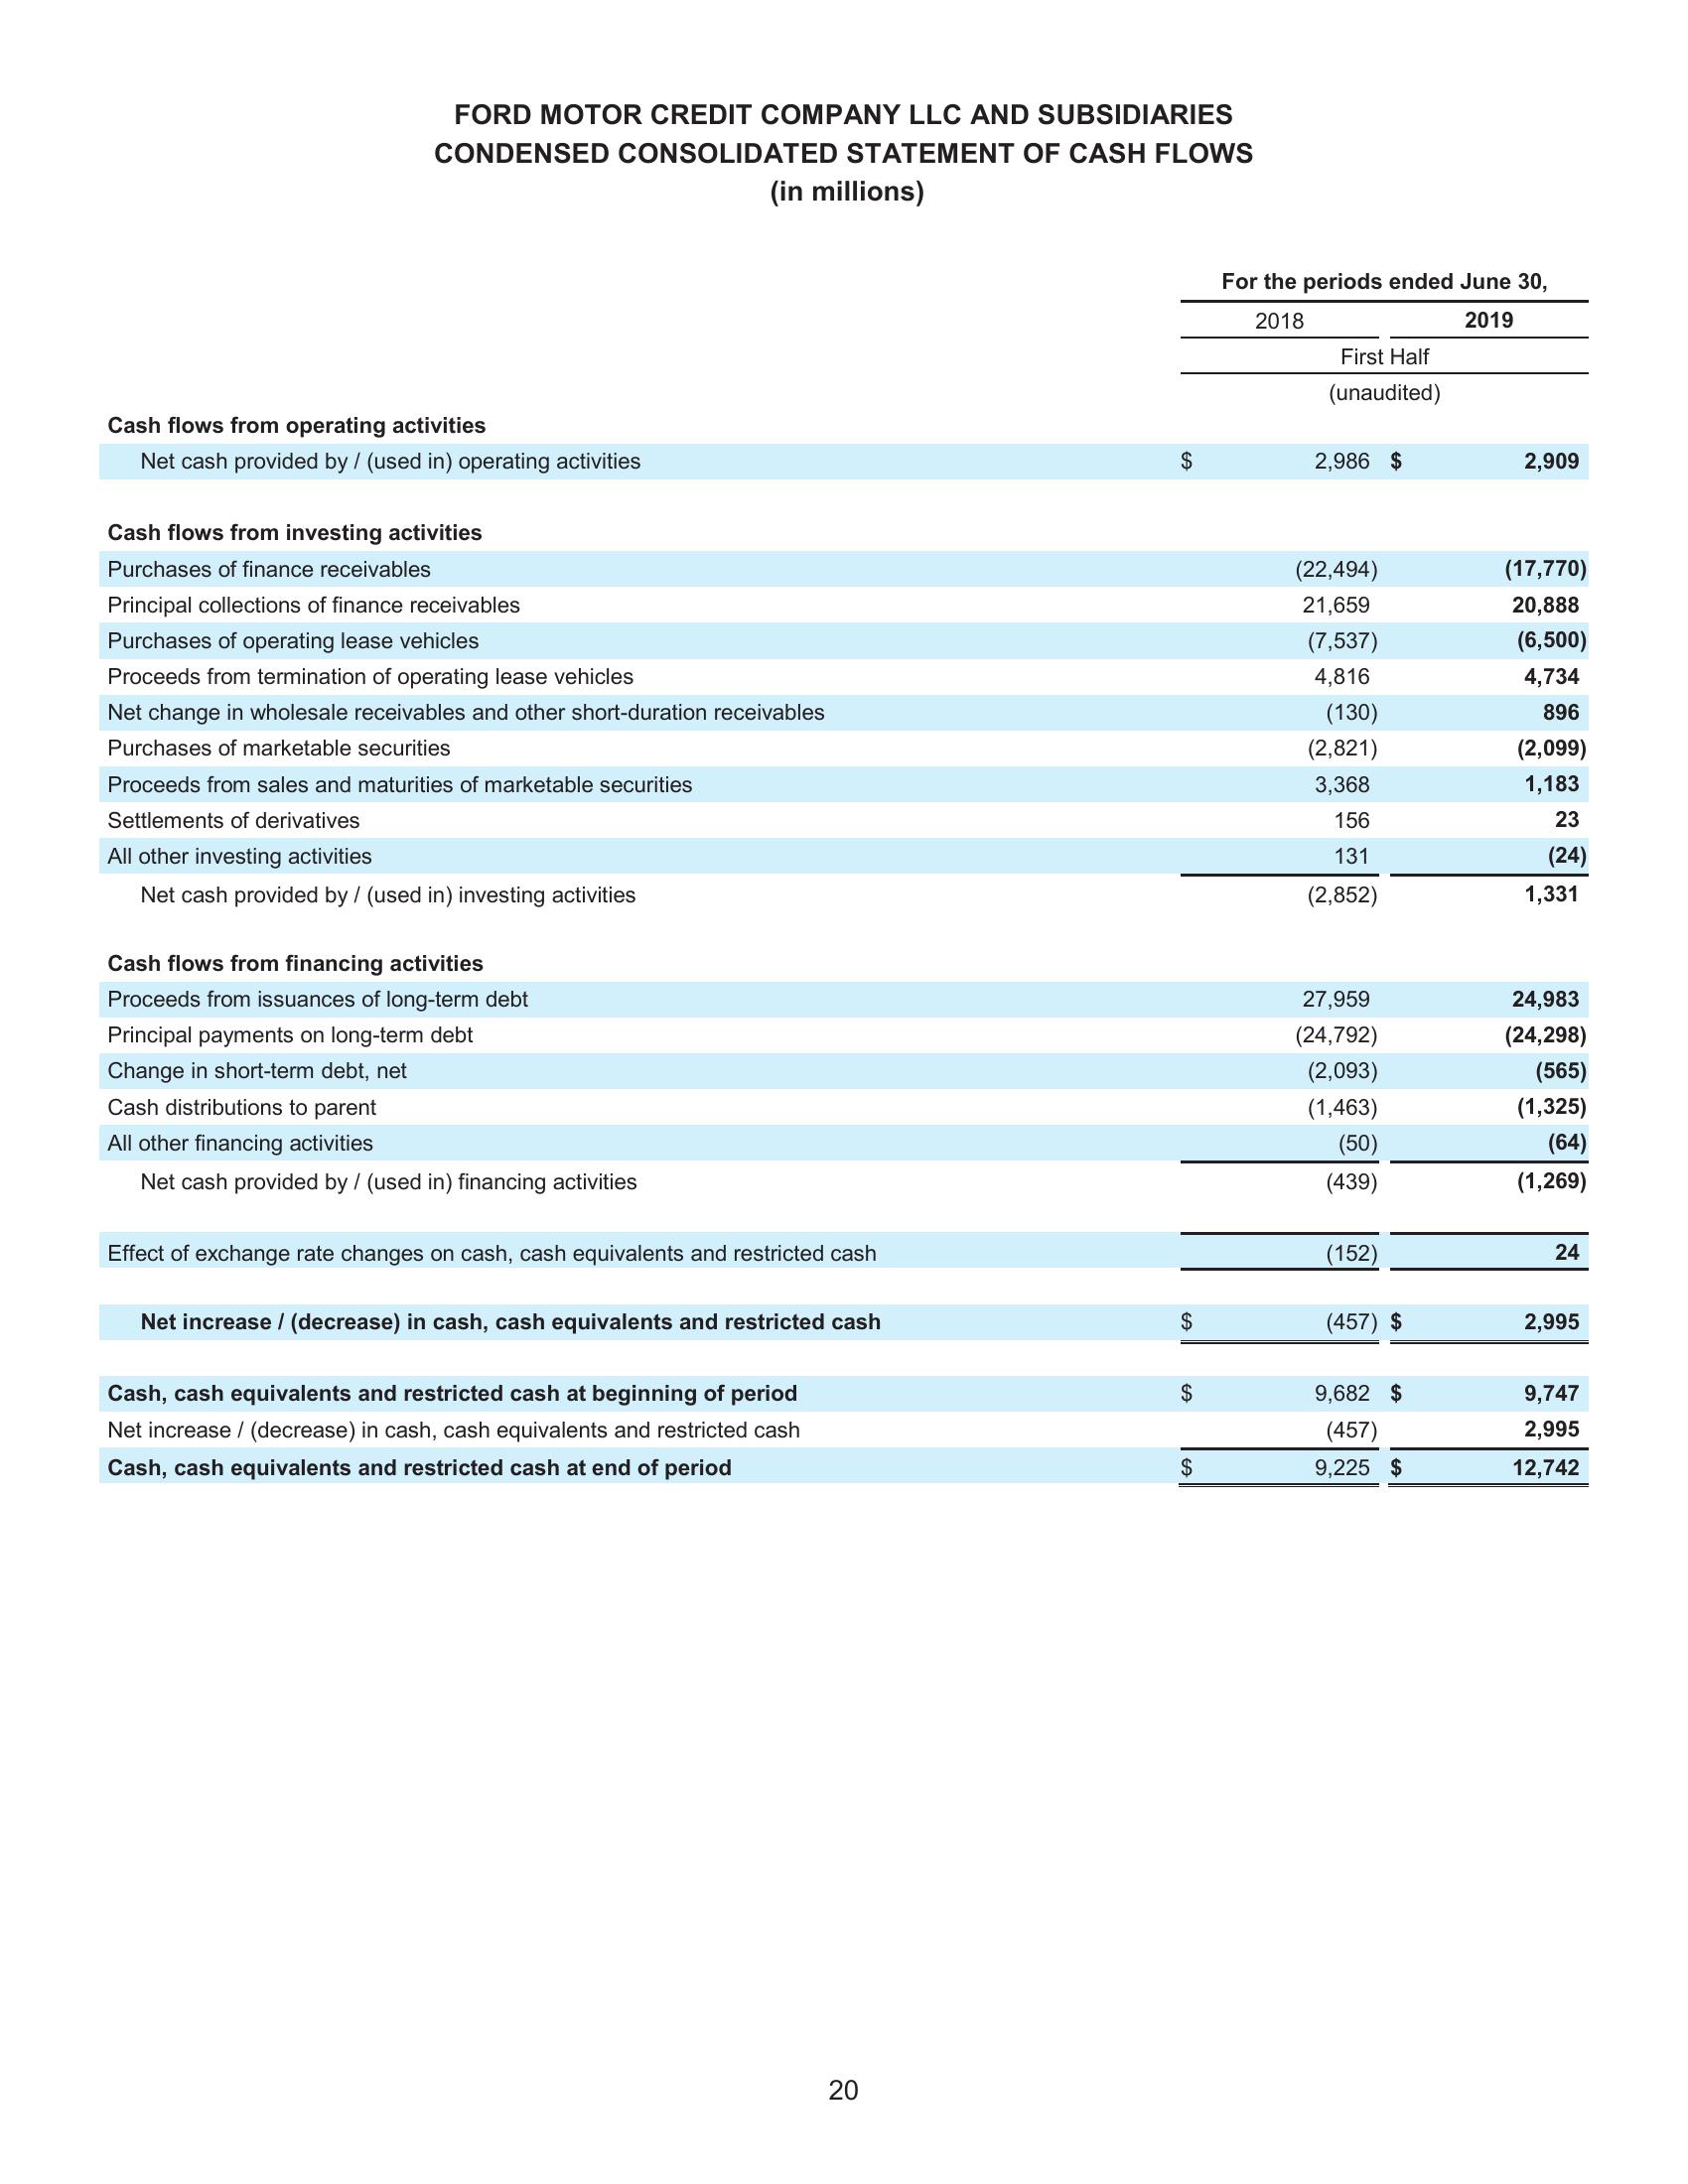 FORD MOTOR CREDIT COMPANY LLC AND SUBSIDIARIES
CONDENSED CONSOLIDATED STATEMENT OF CASH FLOWS
(in millions)
For the periods ended June 30,
2018 2019
First Half
(unaudited)
Cash flows from operating activities
Net cash provided by / (used in) operating activities $ 2,986 $ 2,909
Cash flows from investing activities
Purchases of finance receivables (22,494) (17,770)
Principal collections of finance receivables 21,659 20,888
Purchases of operating lease vehicles (7,537) (6,500)
Proceeds from termination of operating lease vehicles 4,816 4,734
Net change in wholesale receivables and other short-duration receivables (130) 896
Purchases of marketable securities (2,821) (2,099)
Proceeds from sales and maturities of marketable securities 3,368 1,183
Settlements of derivatives 156 23
All other investing activities 131 (24)
Net cash provided by / (used in) investing activities (2,852) 1,331
Cash flows from financing activities
Proceeds from issuances of long-term debt 27,959 24,983
Principal payments on long-term debt (24,792) (24,298)
Change in short-term debt, net (2,093) (565)
Cash distributions to parent (1,463) (1,325)
All other financing activities (50) (64)
Net cash provided by / (used in) financing activities (439) (1,269)
Effect of exchange rate changes on cash, cash equivalents and restricted cash (152) 24
Net increase / (decrease) in cash, cash equivalents and restricted cash $ (457) $ 2,995
Cash, cash equivalents and restricted cash at beginning of period $ 9,682 $ 9,747
Net increase / (decrease) in cash, cash equivalents and restricted cash (457) 2,995
Cash, cash equivalents and restricted cash at end of period $ 9,225 $ 12,742
20